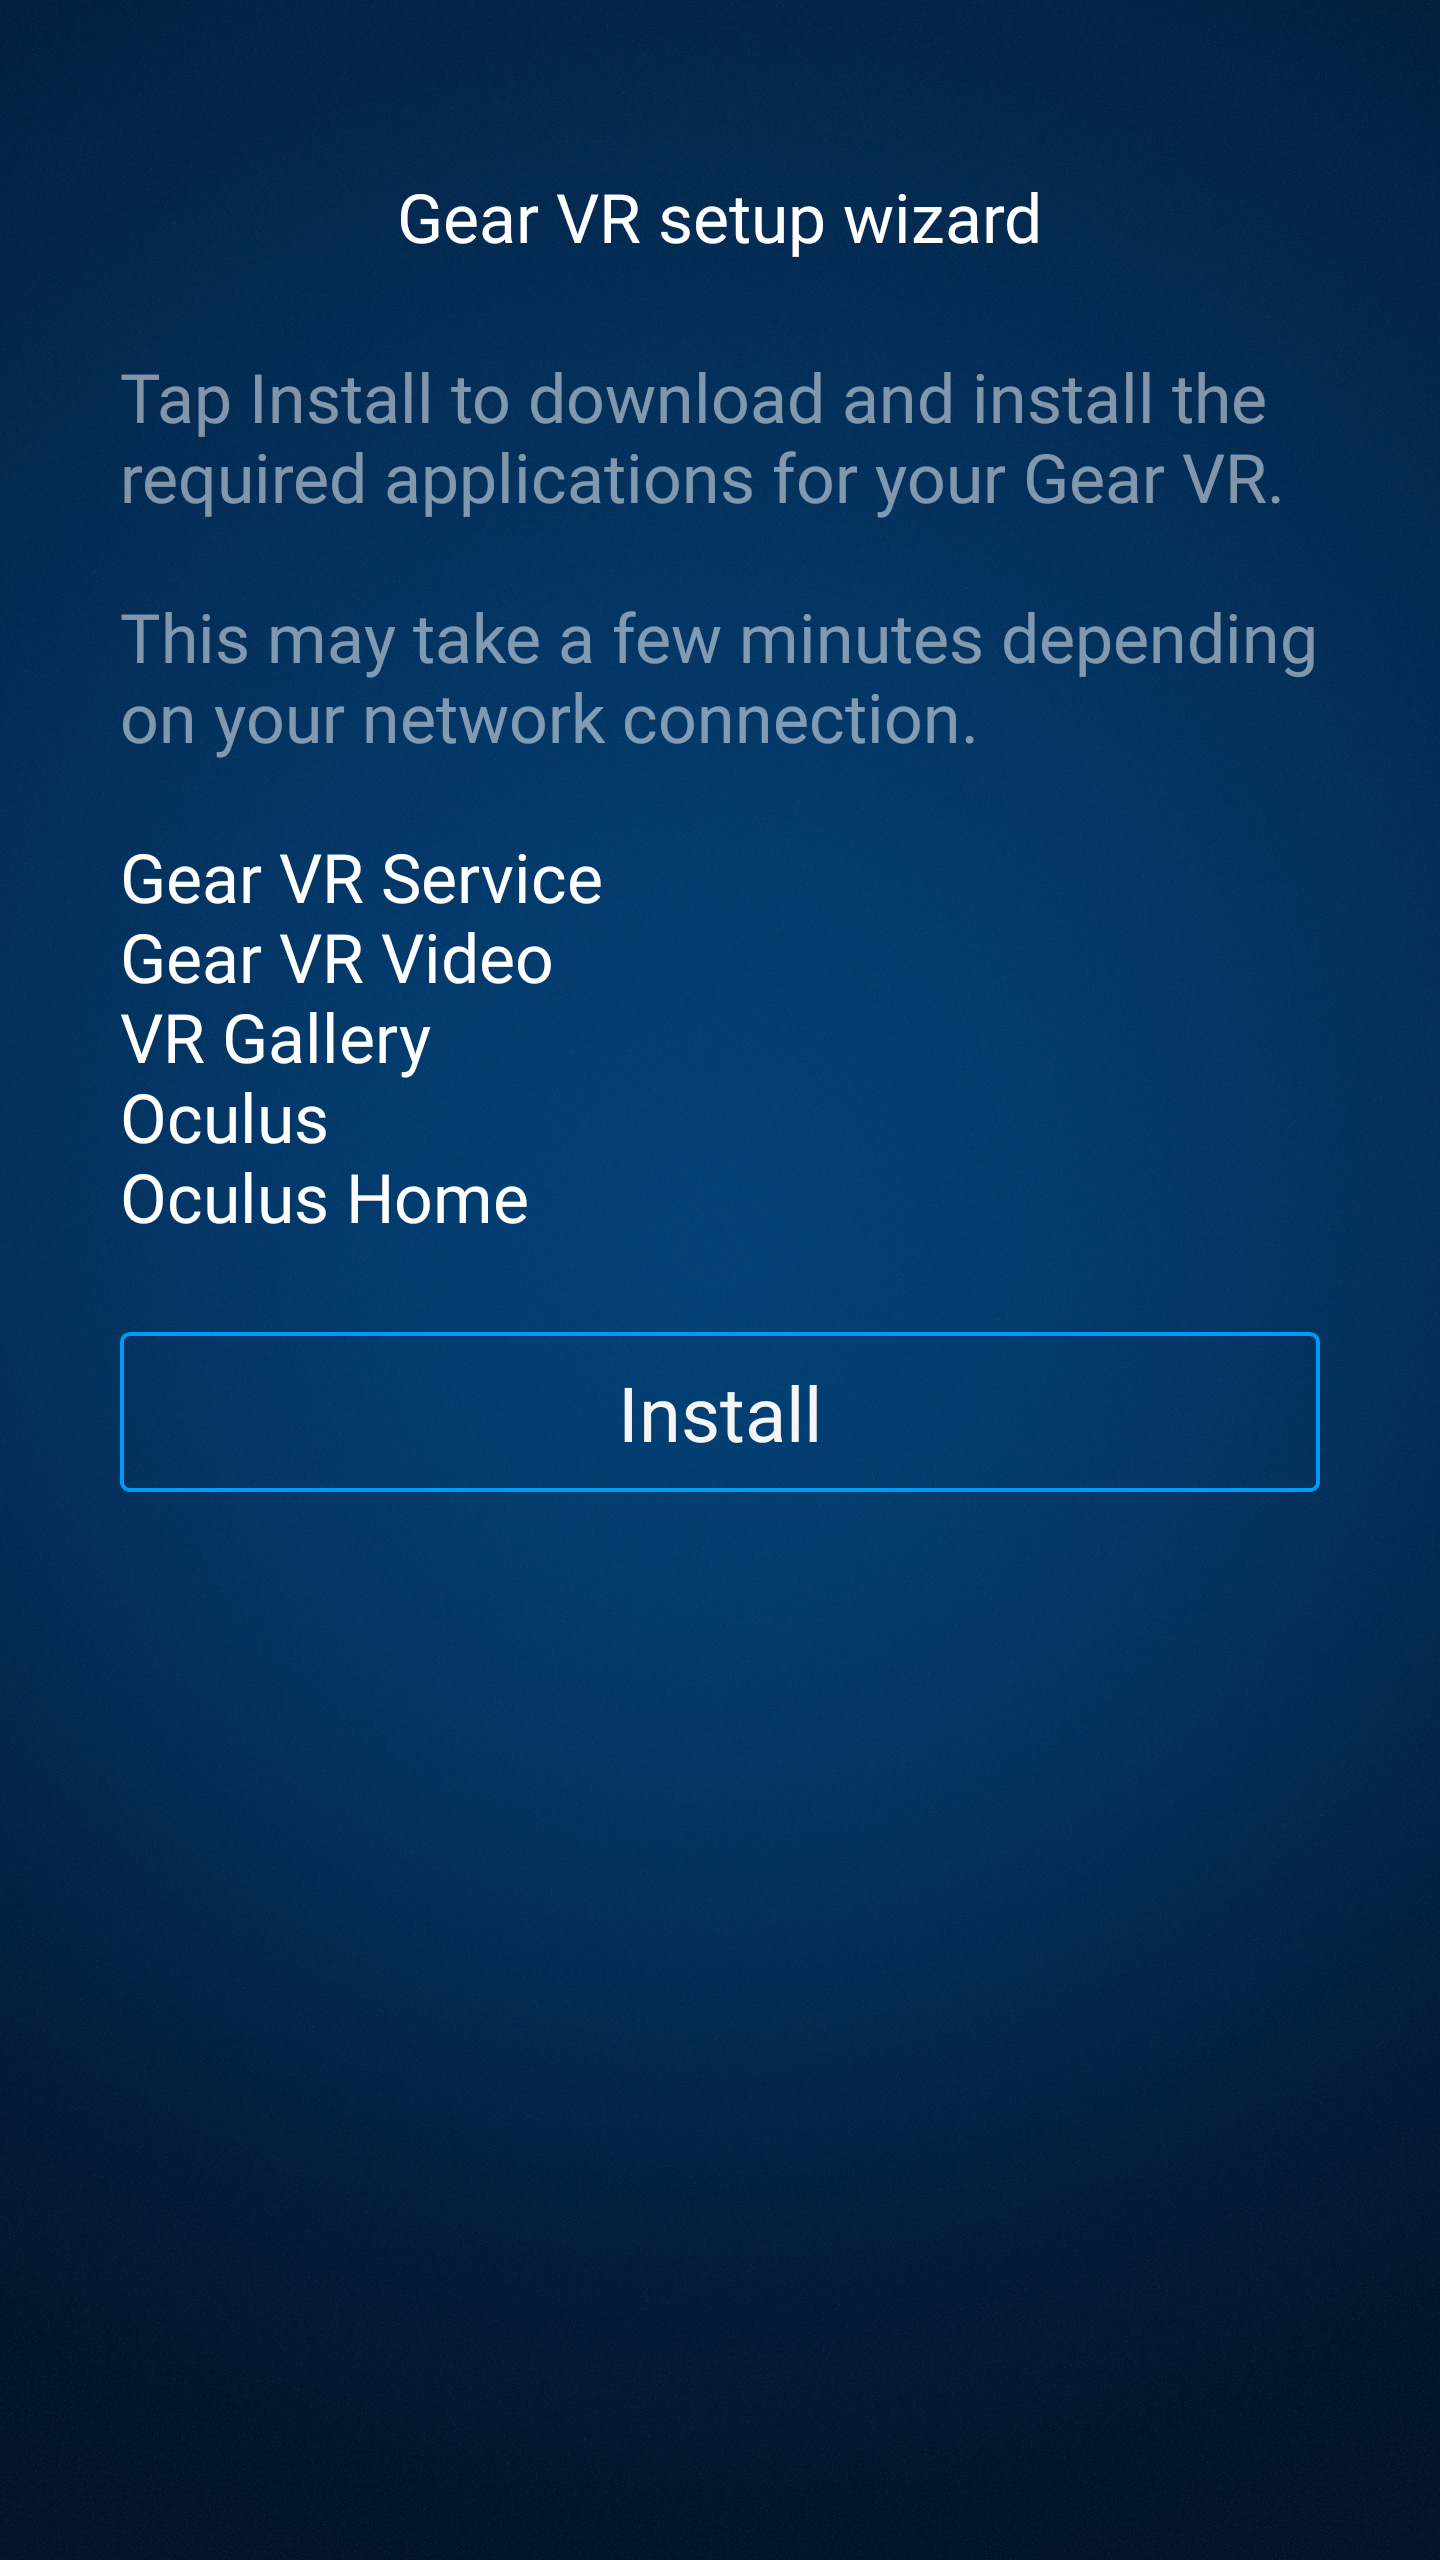 Gear VR setup wizard
Tap Install to download and install the
required applications for your Gear VR.
This may take a few minutes depending
on your network connection.
Gear VR Service
Gear VR Video
VR Gallery
Oculus
Oculus Home
Install